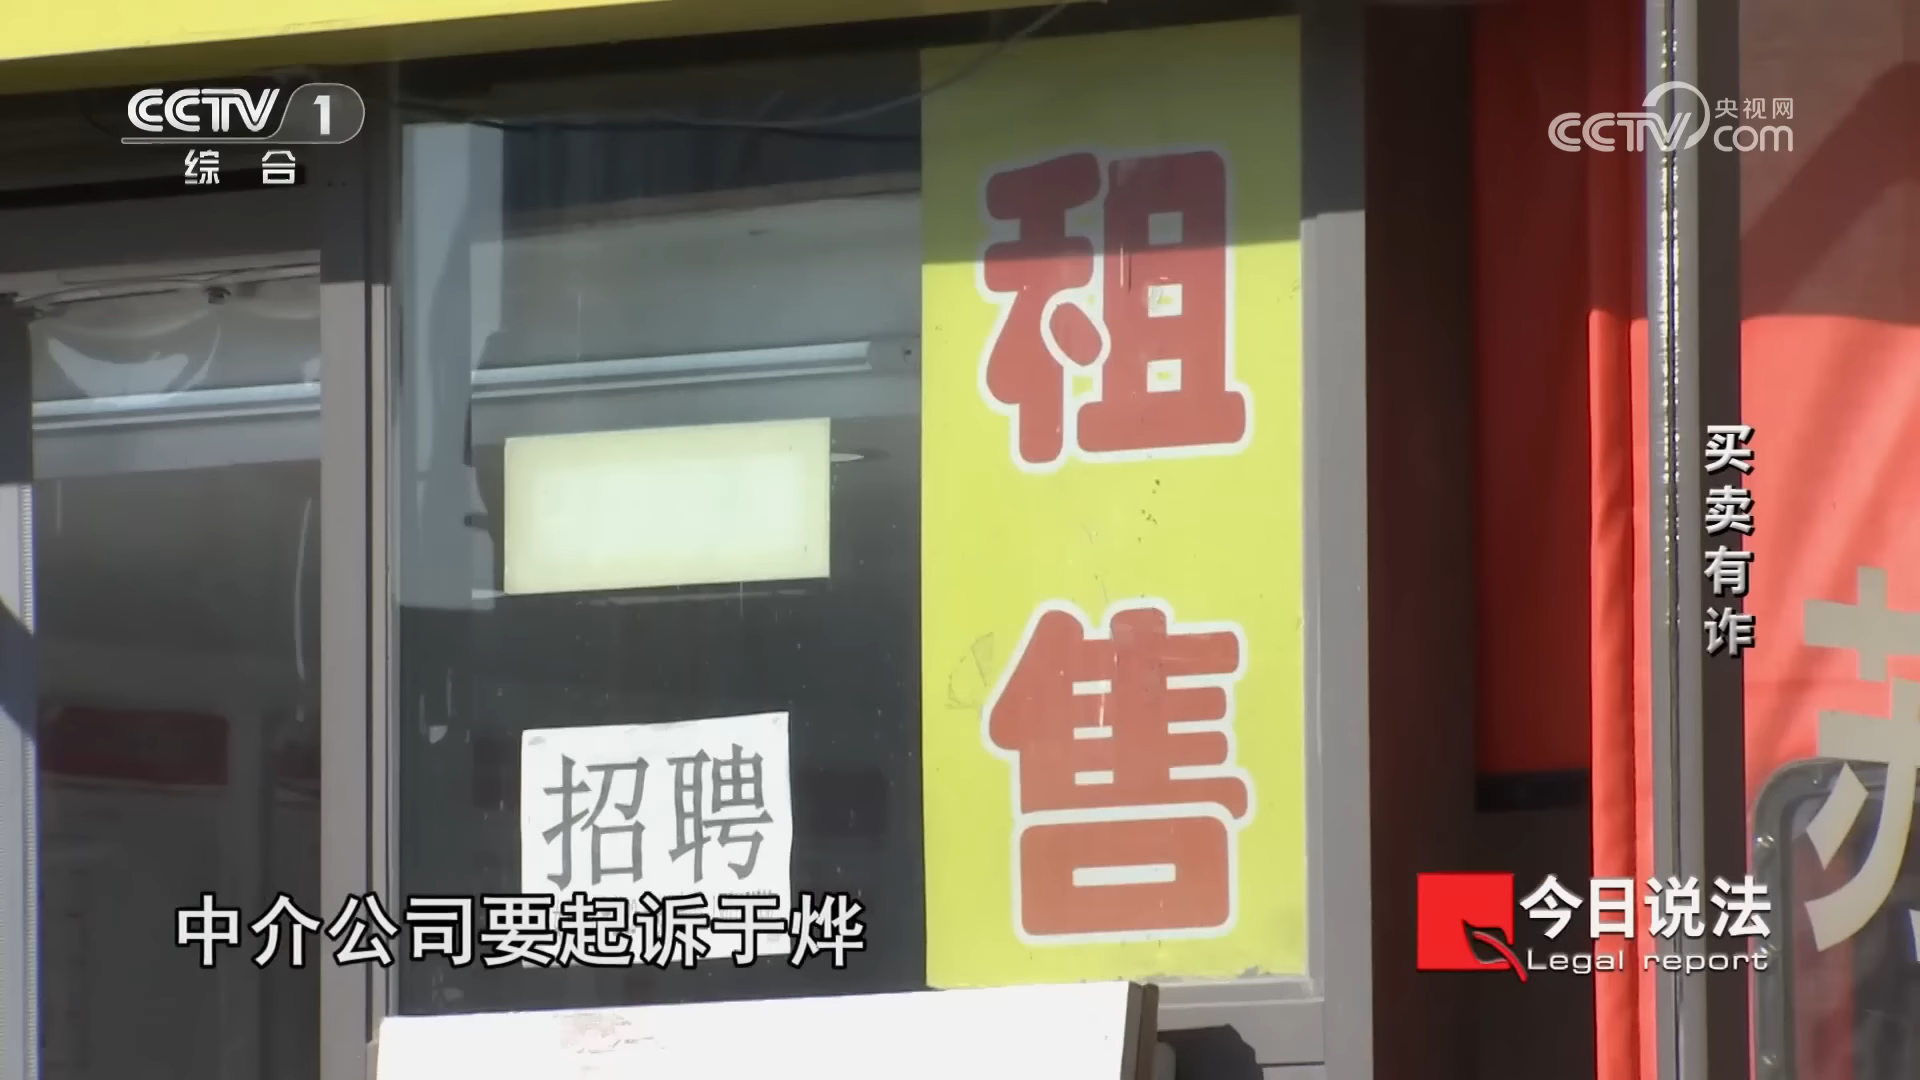 CCTV 1
综 合
央视网
CCTV.com
租
售
买卖有诈
招聘
中介公司要起诉于烨
今日说法
Legal report